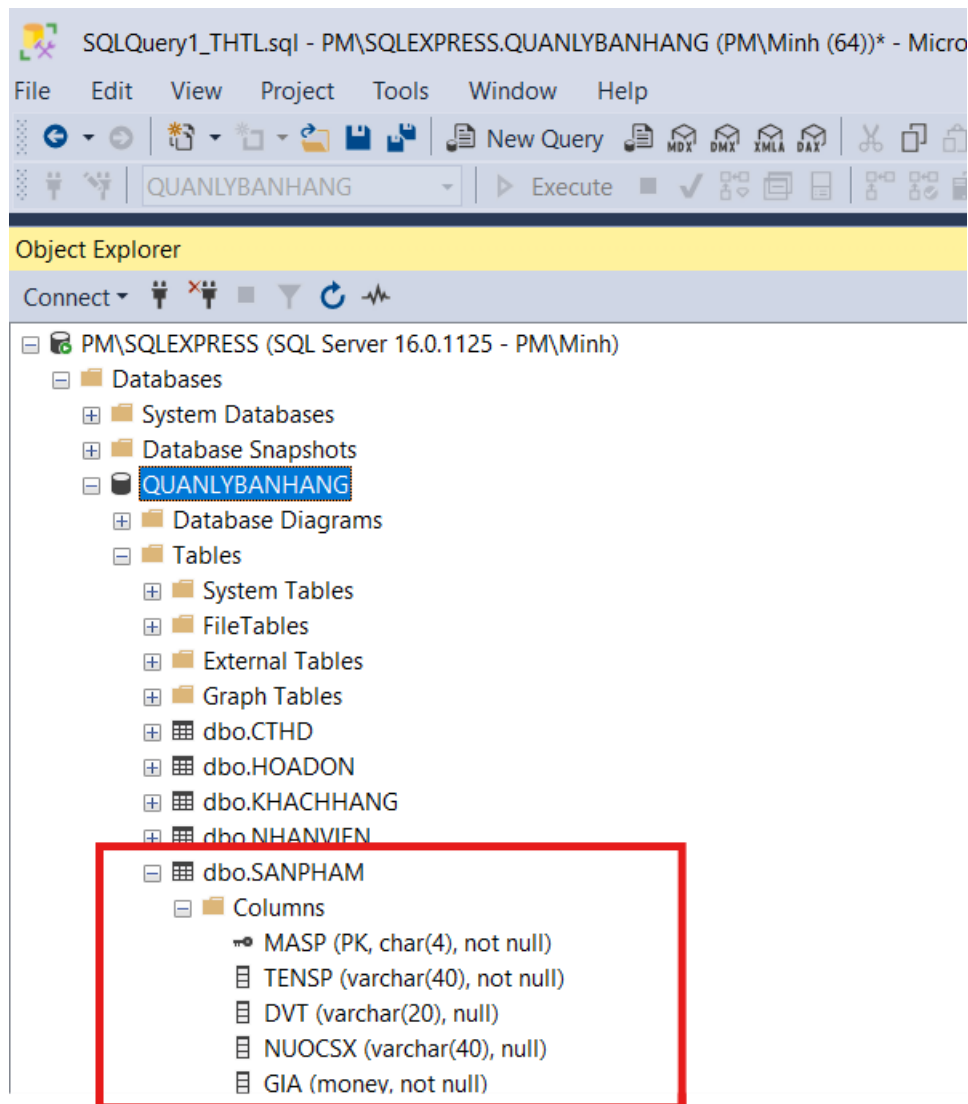 SQLQuery1_THTL.sql - PM\SQLEXPRESS.QUANLYBANHANG (PM\Minh (64))* - Micro
File Edit View Project Tools Window Help
New Query MDX DMX XMLA DAX
QUANLYBANHANG Execute
Object Explorer
Connect
PM\SQLEXPRESS (SQL Server 16.0.1125 - PM\Minh)
Databases
System Databases
Database Snapshots
QUANLYBANHANG
Database Diagrams
Tables
System Tables
FileTables
External Tables
Graph Tables
dbo.CTHD
dbo.HOADON
dbo.KHACHHANG
dbo.NHANVIEN
dbo.SANPHAM
Columns
MASP (PK, char(4), not null)
TENSP (varchar(40), not null)
DVT (varchar(20), null)
NUOCSX (varchar(40), null)
GIA (money, not null)